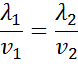 λ₁/v₁ = λ₂/v₂